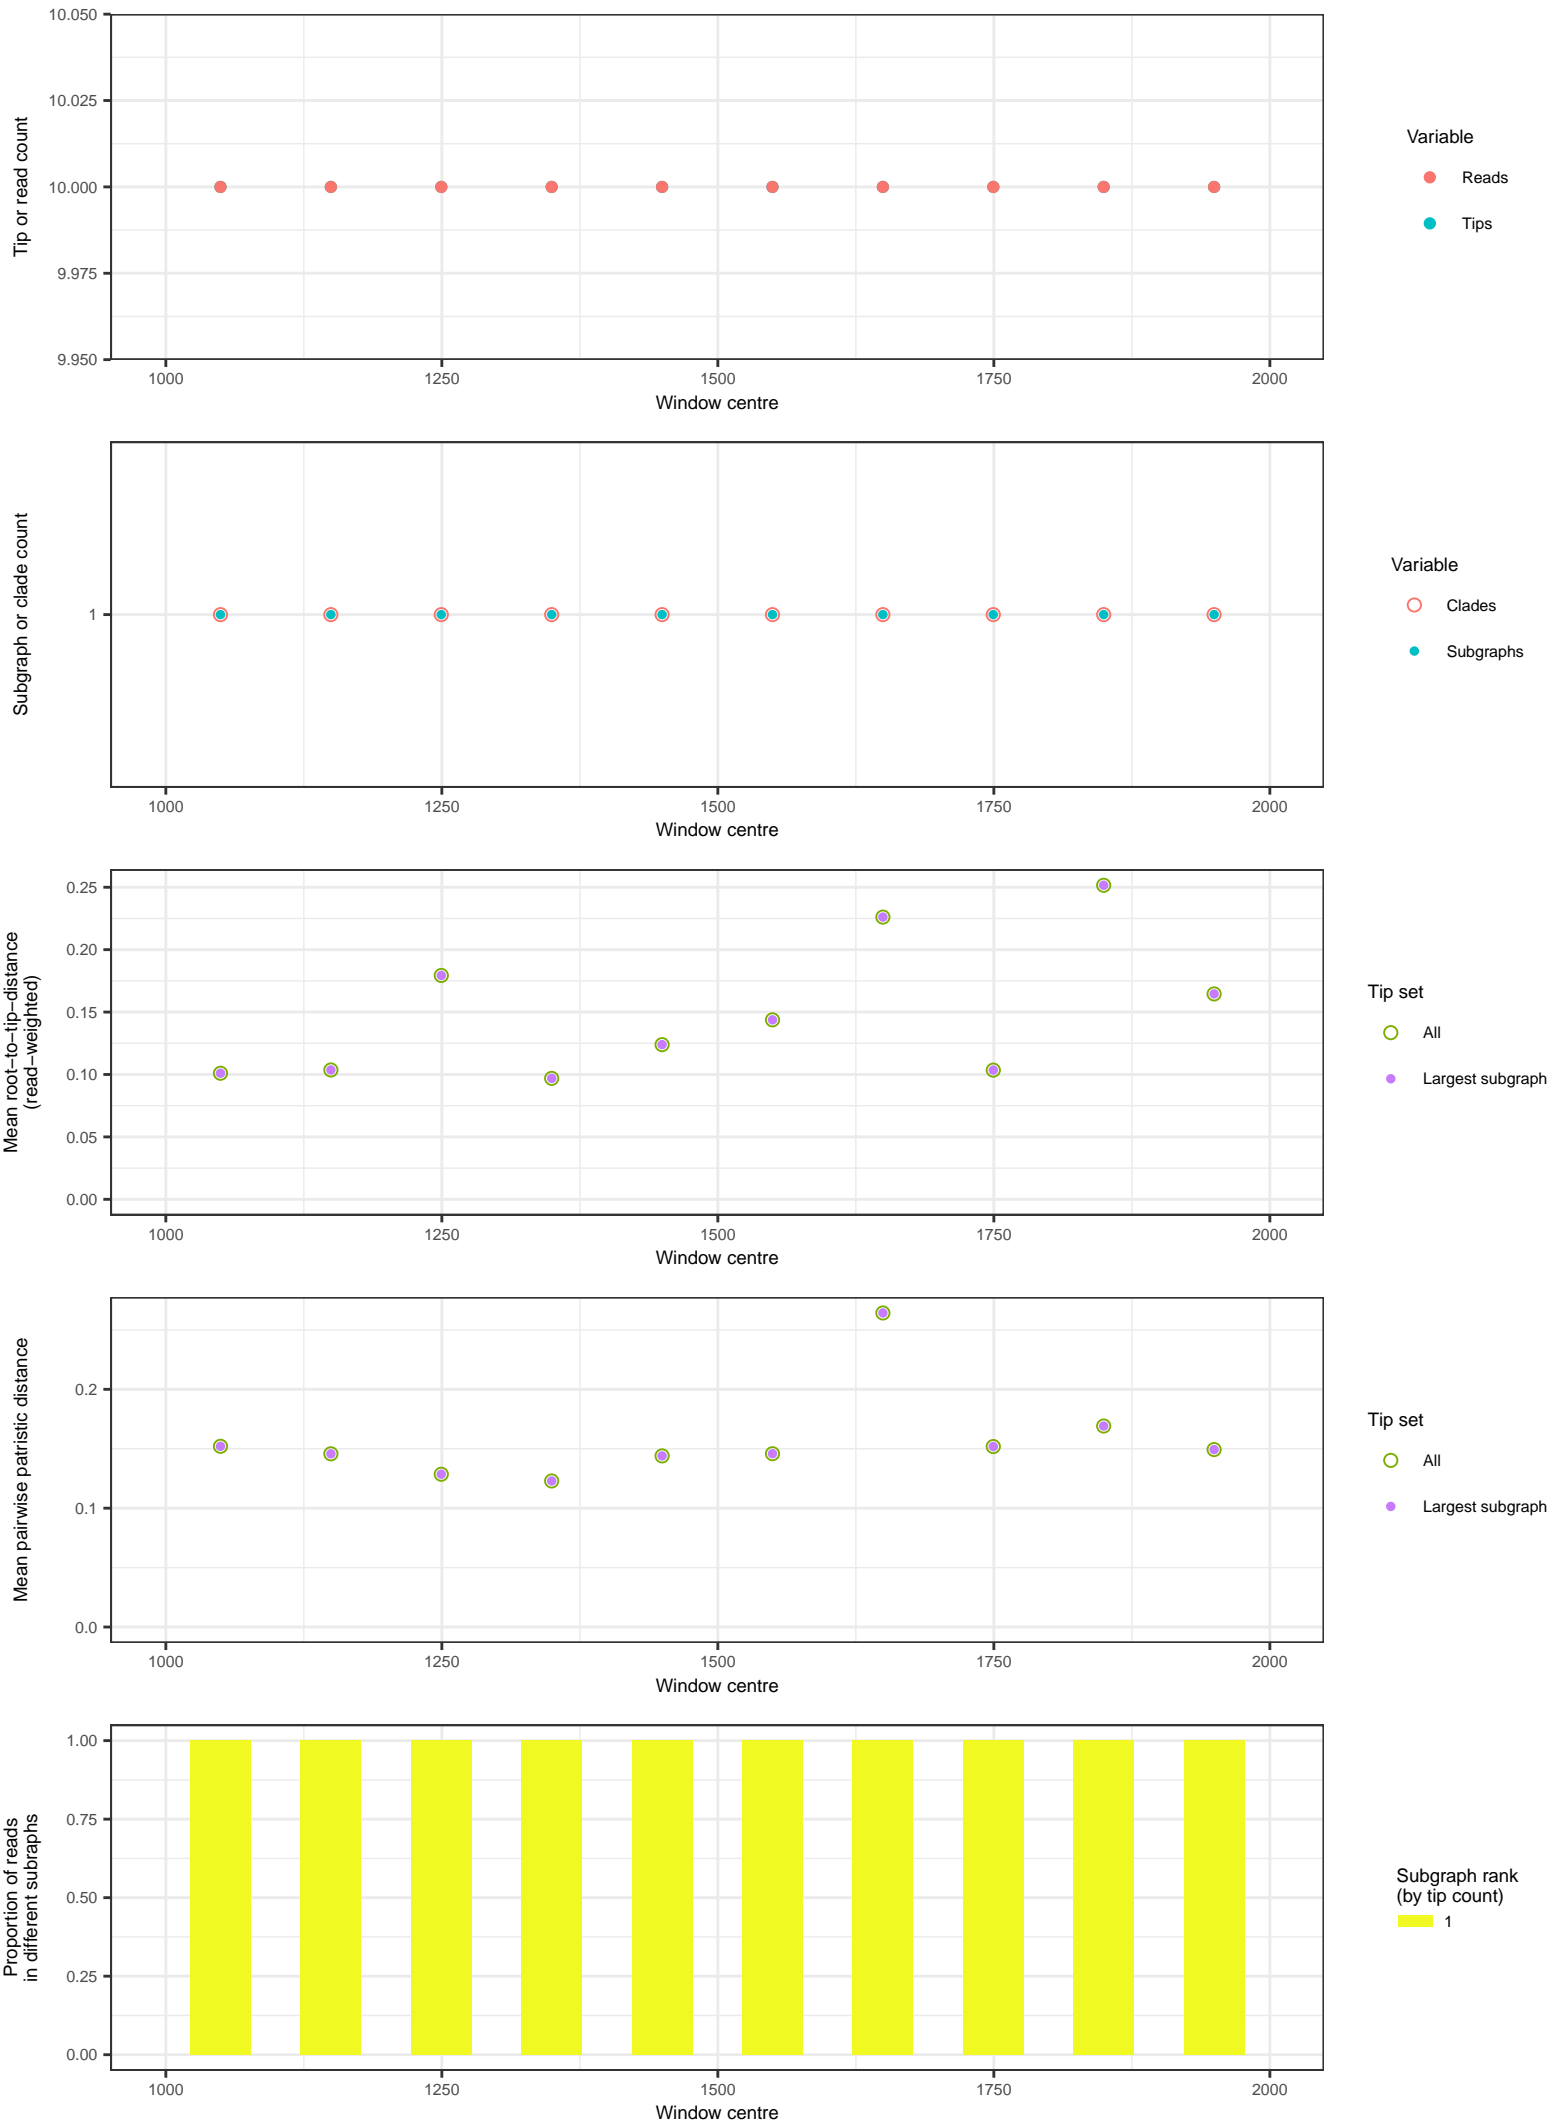 10.050
10.025
10.000
9.975
9.950
Tip or read count
1000 1250 1500 1750 2000
Window centre
Variable
Reads
Tips
1
Subgraph or clade count
1000 1250 1500 1750 2000
Window centre
Variable
Clades
Subgraphs
0.25
0.20
0.15
0.10
0.05
0.00
Mean root−to−tip−distance
(read−weighted)
1000 1250 1500 1750 2000
Window centre
Tip set
All
Largest subgraph
0.2
0.1
0.0
Mean pairwise patristic distance
1000 1250 1500 1750 2000
Window centre
Tip set
All
Largest subgraph
1.00
0.75
0.50
0.25
0.00
Proportion of reads
in different subraphs
1000 1250 1500 1750 2000
Window centre
Subgraph rank
(by tip count)
1